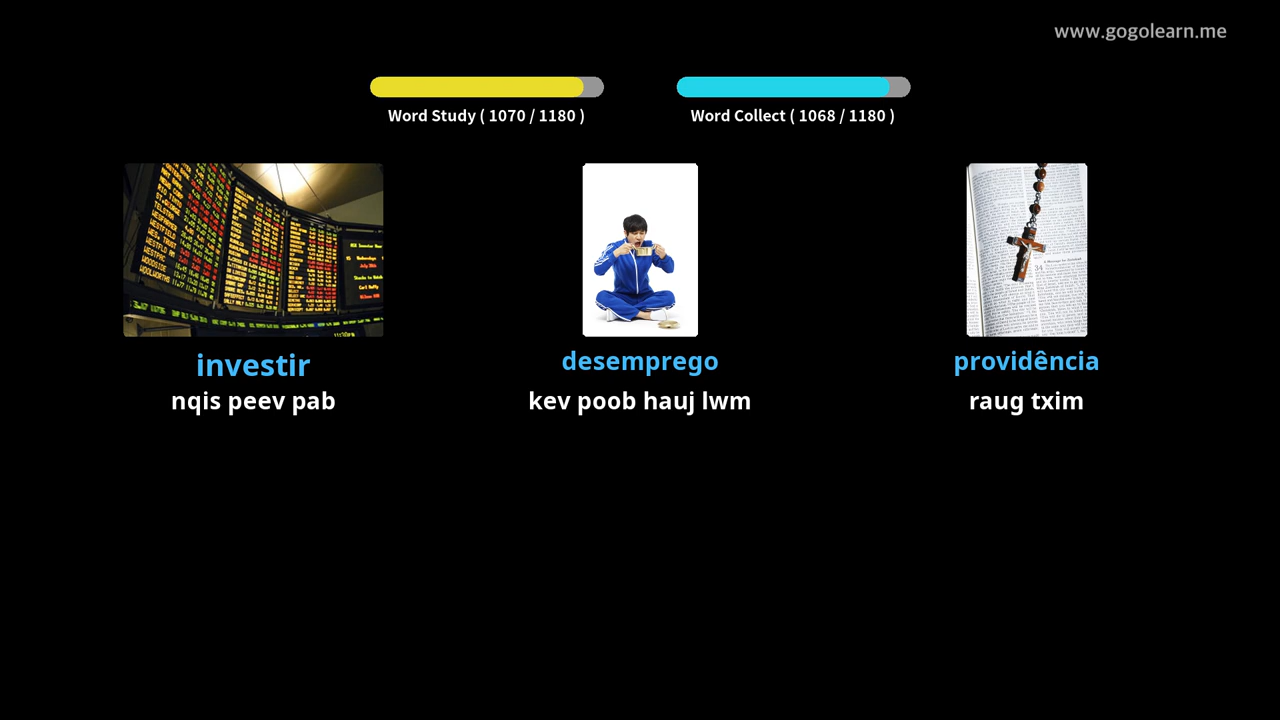 www.gogolearn.me
Word Study ( 1070 / 1180 )
Word Collect ( 1068 / 1180 )
investir
desemprego
providência
nqis peev pab
kev poob hauj lwm
raug txim